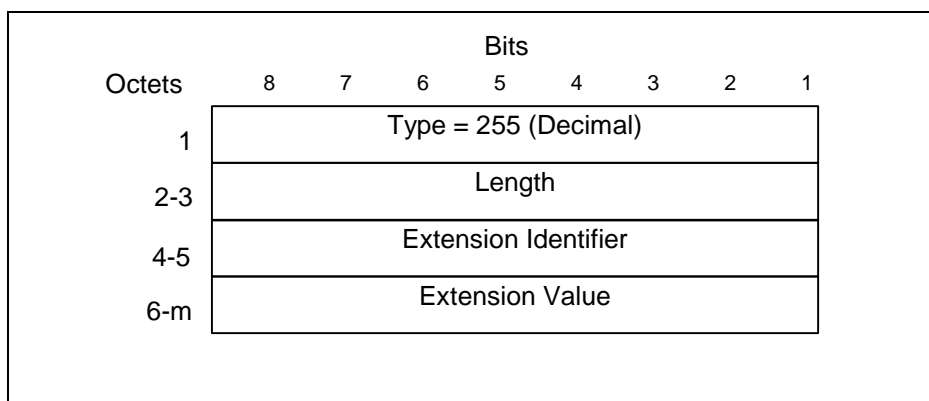 Bits
Octets 8 7 6 5 4 3 2 1
1 Type = 255 (Decimal)
2-3 Length
4-5 Extension Identifier
6-m Extension Value